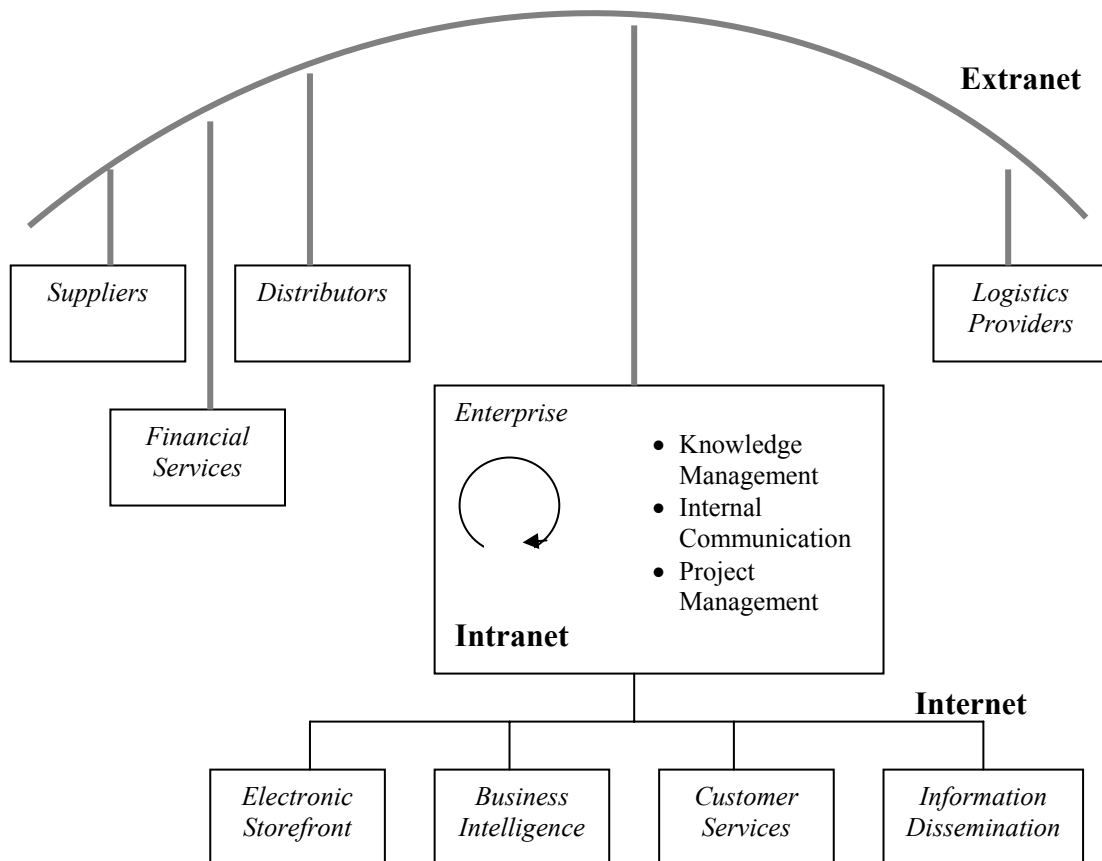 Extranet
Suppliers
Distributors
Logistics
Providers
Financial
Services
Enterprise
• Knowledge
Management
• Internal
Communication
• Project
Management
Intranet
Internet
Electronic
Storefront
Business
Intelligence
Customer
Services
Information
Dissemination